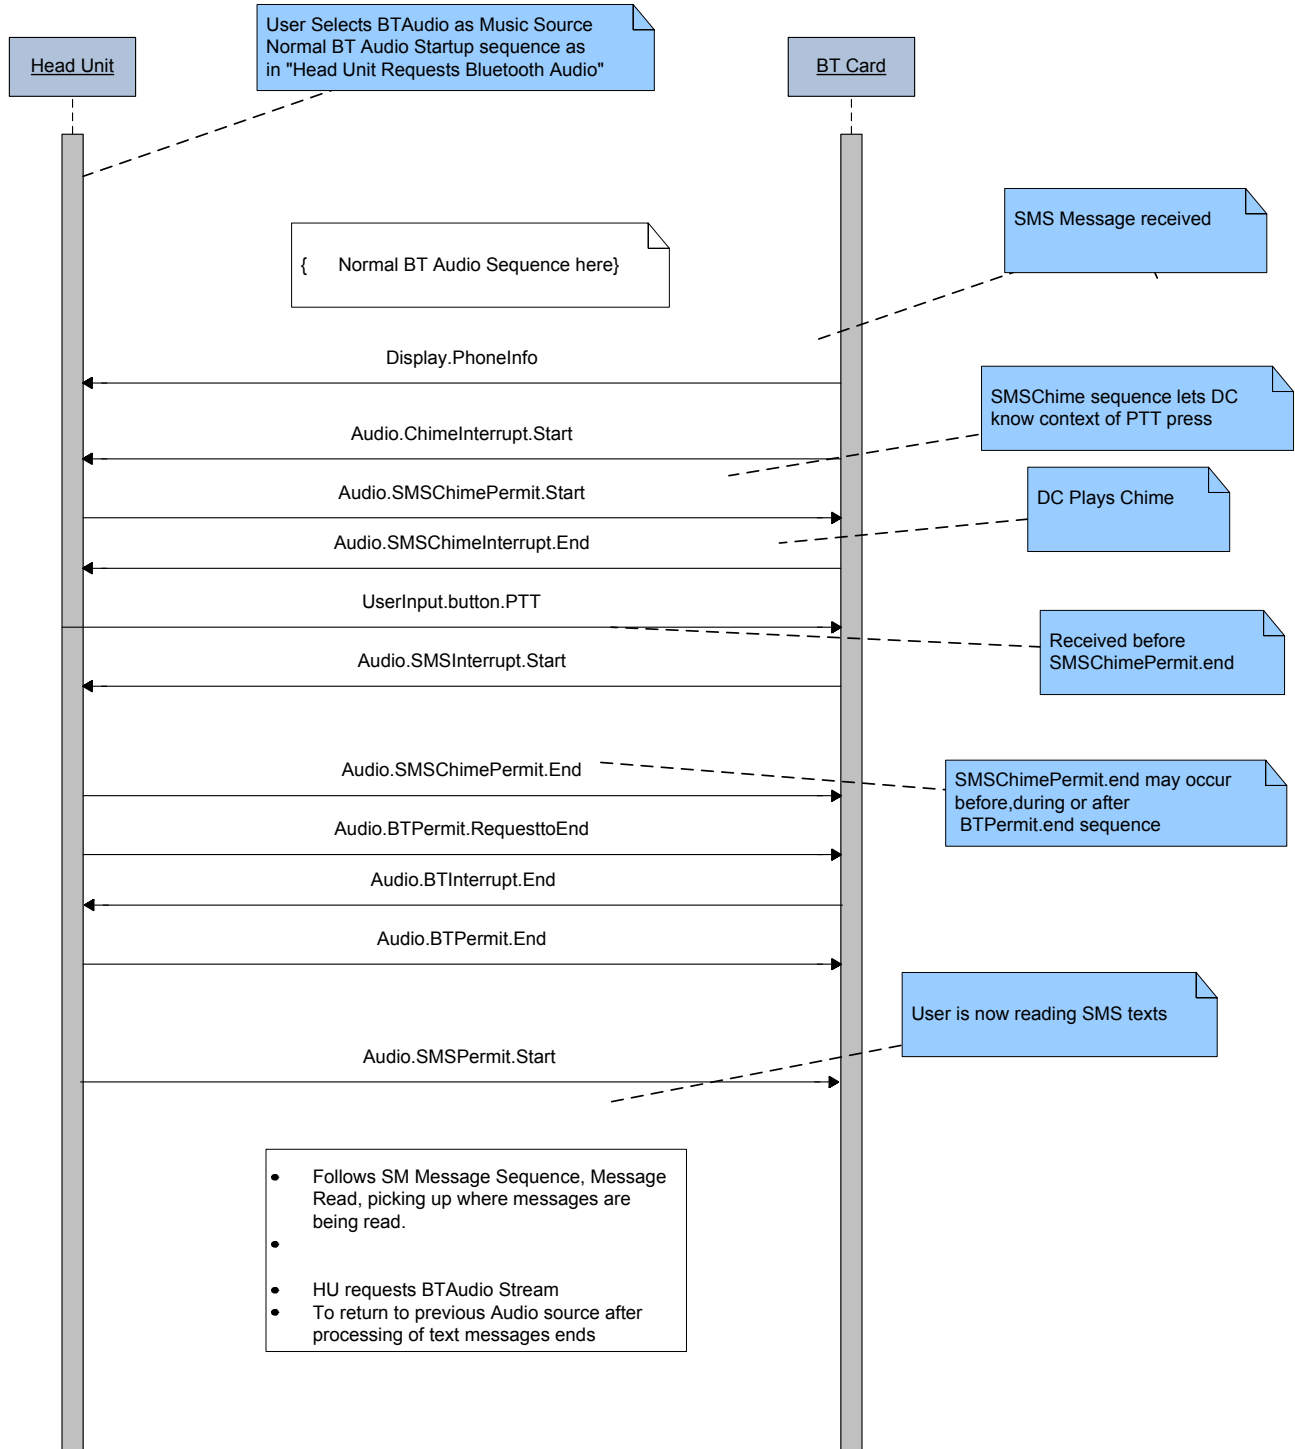 User Selects BTAudio as Music Source
Normal BT Audio Startup sequence as
in "Head Unit Requests Bluetooth Audio"
Head Unit
BT Card
SMS Message received
{ Normal BT Audio Sequence here}
Display.PhoneInfo
SMSChime sequence lets DC
know context of PTT press
Audio.ChimeInterrupt.Start
Audio.SMSChimePermit.Start
DC Plays Chime
Audio.SMSChimeInterrupt.End
UserInput.button.PTT
Received before
SMSChimePermit.end
Audio.SMSInterrupt.Start
Audio.SMSChimePermit.End
SMSChimePermit.end may occur
before,during or after
BTPermit.end sequence
Audio.BTPermit.RequesttoEnd
Audio.BTInterrupt.End
Audio.BTPermit.End
User is now reading SMS texts
Audio.SMSPermit.Start
• Follows SM Message Sequence, Message
Read, picking up where messages are
being read.
•
• HU requests BTAudio Stream
• To return to previous Audio source after
processing of text messages ends